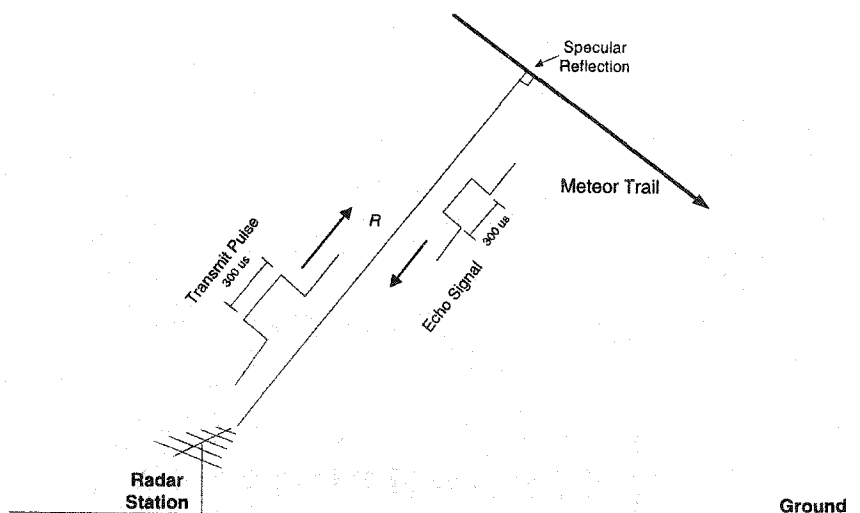 Specular
Reflection
Meteor Trail
R
Transmit Pulse
300 us
300 us
Echo Signal
Radar
Station
Ground